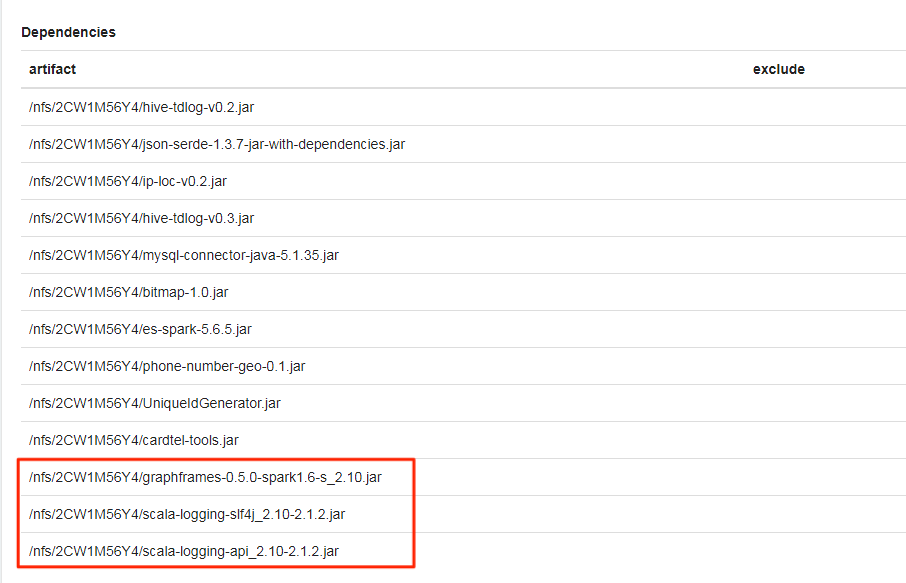 Dependencies
artifact exclude
/nfs/2CW1M56Y4/hive-tdlog-v0.2.jar
/nfs/2CW1M56Y4/json-serde-1.3.7-jar-with-dependencies.jar
/nfs/2CW1M56Y4/ip-loc-v0.2.jar
/nfs/2CW1M56Y4/hive-tdlog-v0.3.jar
/nfs/2CW1M56Y4/mysql-connector-java-5.1.35.jar
/nfs/2CW1M56Y4/bitmap-1.0.jar
/nfs/2CW1M56Y4/es-spark-5.6.5.jar
/nfs/2CW1M56Y4/phone-number-geo-0.1.jar
/nfs/2CW1M56Y4/UniqueIdGenerator.jar
/nfs/2CW1M56Y4/cardtel-tools.jar
/nfs/2CW1M56Y4/graphframes-0.5.0-spark1.6-s_2.10.jar
/nfs/2CW1M56Y4/scala-logging-slf4j_2.10-2.1.2.jar
/nfs/2CW1M56Y4/scala-logging-api_2.10-2.1.2.jar